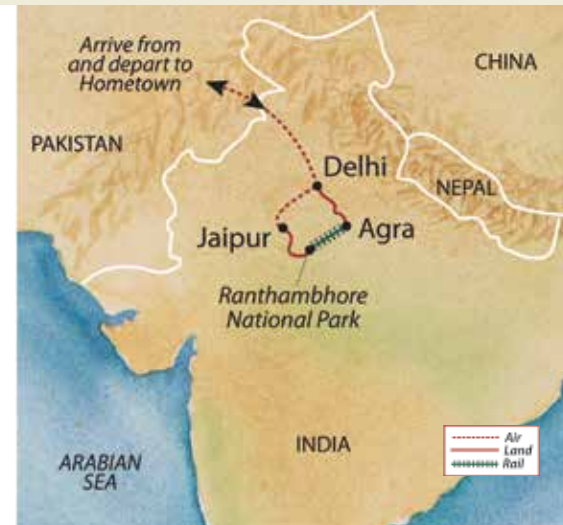 Arrive from
and depart to
Hometown
CHINA
PAKISTAN
NEPAL
Delhi
Jaipur
Agra
Ranthambhore
National Park
INDIA
ARABIAN
SEA
Air
Land
Rail